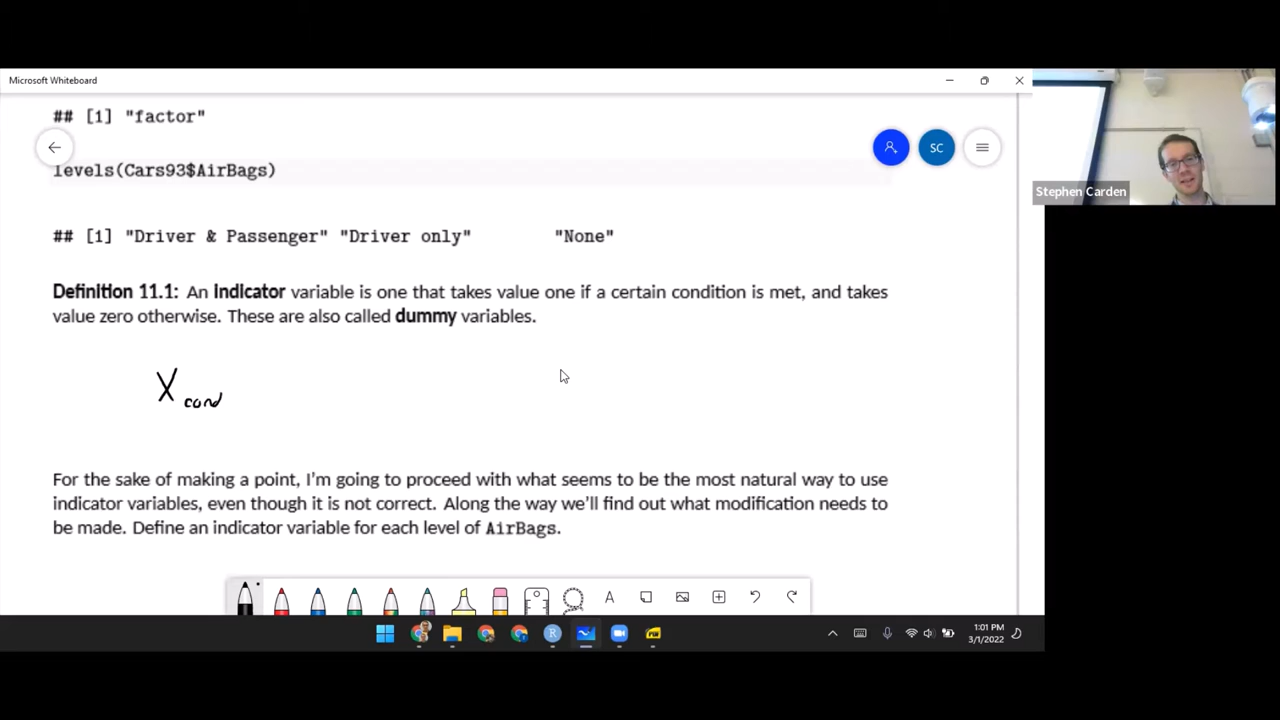 Microsoft Whiteboard
## [1] "factor"
levels(Cars93$AirBags)
SC
Stephen Carden
## [1] "Driver & Passenger" "Driver only" "None"
Definition 11.1: An indicator variable is one that takes value one if a certain condition is met, and takes
value zero otherwise. These are also called dummy variables.
X cond
For the sake of making a point, I'm going to proceed with what seems to be the most natural way to use
indicator variables, even though it is not correct. Along the way we'll find out what modification needs to
be made. Define an indicator variable for each level of AirBags.
A
R
1:01 PM
3/1/2022